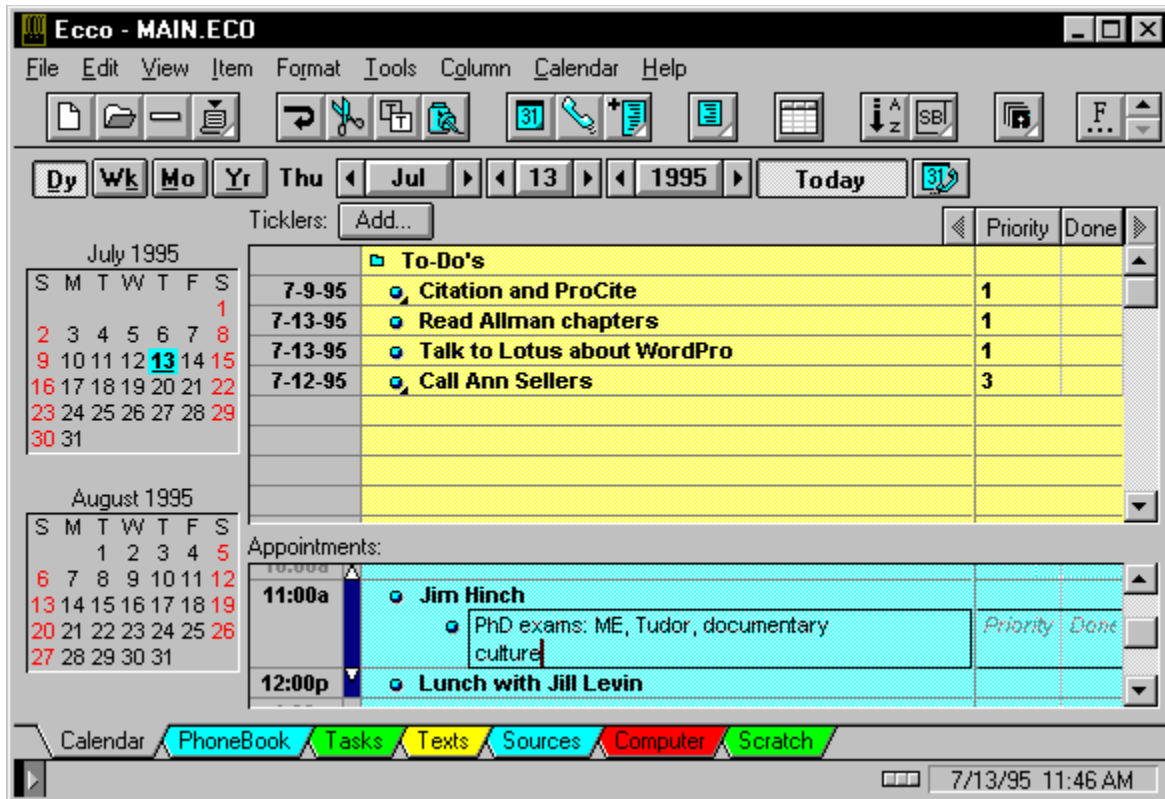 Ecco - MAIN.ECO
File Edit View Item Format Tools Column Calendar Help
31 A Z SBT F...
Dy Wk Mo Yr Thu Jul 13 1995 Today 31
Ticklers: Add... Priority Done
July 1995
S M T W T F S
1
2 3 4 5 6 7 8
9 10 11 12 13 14 15
16 17 18 19 20 21 22
23 24 25 26 27 28 29
30 31
To-Do's
7-9-95 Citation and ProCite 1
7-13-95 Read Allman chapters 1
7-13-95 Talk to Lotus about WordPro 1
7-12-95 Call Ann Sellers 3
August 1995
S M T W T F S
1 2 3 4 5
6 7 8 9 10 11 12
13 14 15 16 17 18 19
20 21 22 23 24 25 26
27 28 29 30 31
Appointments:
11:00a Jim Hinch
PhD exams: ME, Tudor, documentary Priority Done
culture
12:00p Lunch with Jill Levin
Calendar PhoneBook Tasks Texts Sources Computer Scratch
7/13/95 11:46 AM